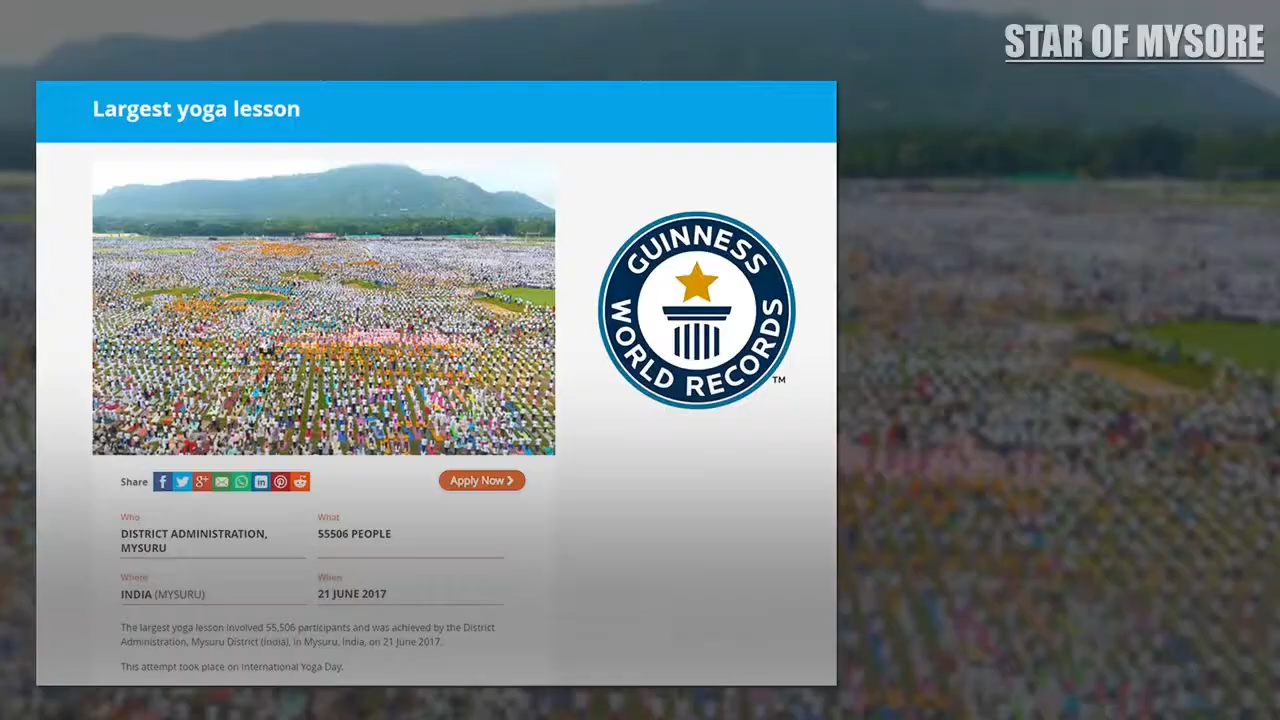 STAR OF MYSORE
Largest yoga lesson
GUINNESS
WORLD RECORDS
TM
Share
Apply Now
Who
DISTRICT ADMINISTRATION,
MYSURU
What
55506 PEOPLE
Where
INDIA (MYSURU)
When
21 JUNE 2017
The largest yoga lesson involved 55,506 participants and was achieved by the District
Administration, Mysuru District (India), in Mysuru, India, on 21 June 2017.
This attempt took place on International Yoga Day.